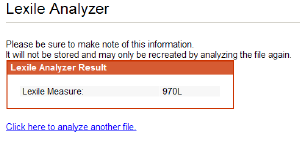 Lexile Analyzer
Please be sure to make note of this information.
It will not be stored and may only be recreated by analyzing the file again.
Lexile Analyzer Result
Lexile Measure: 970L
Click here to analyze another file.